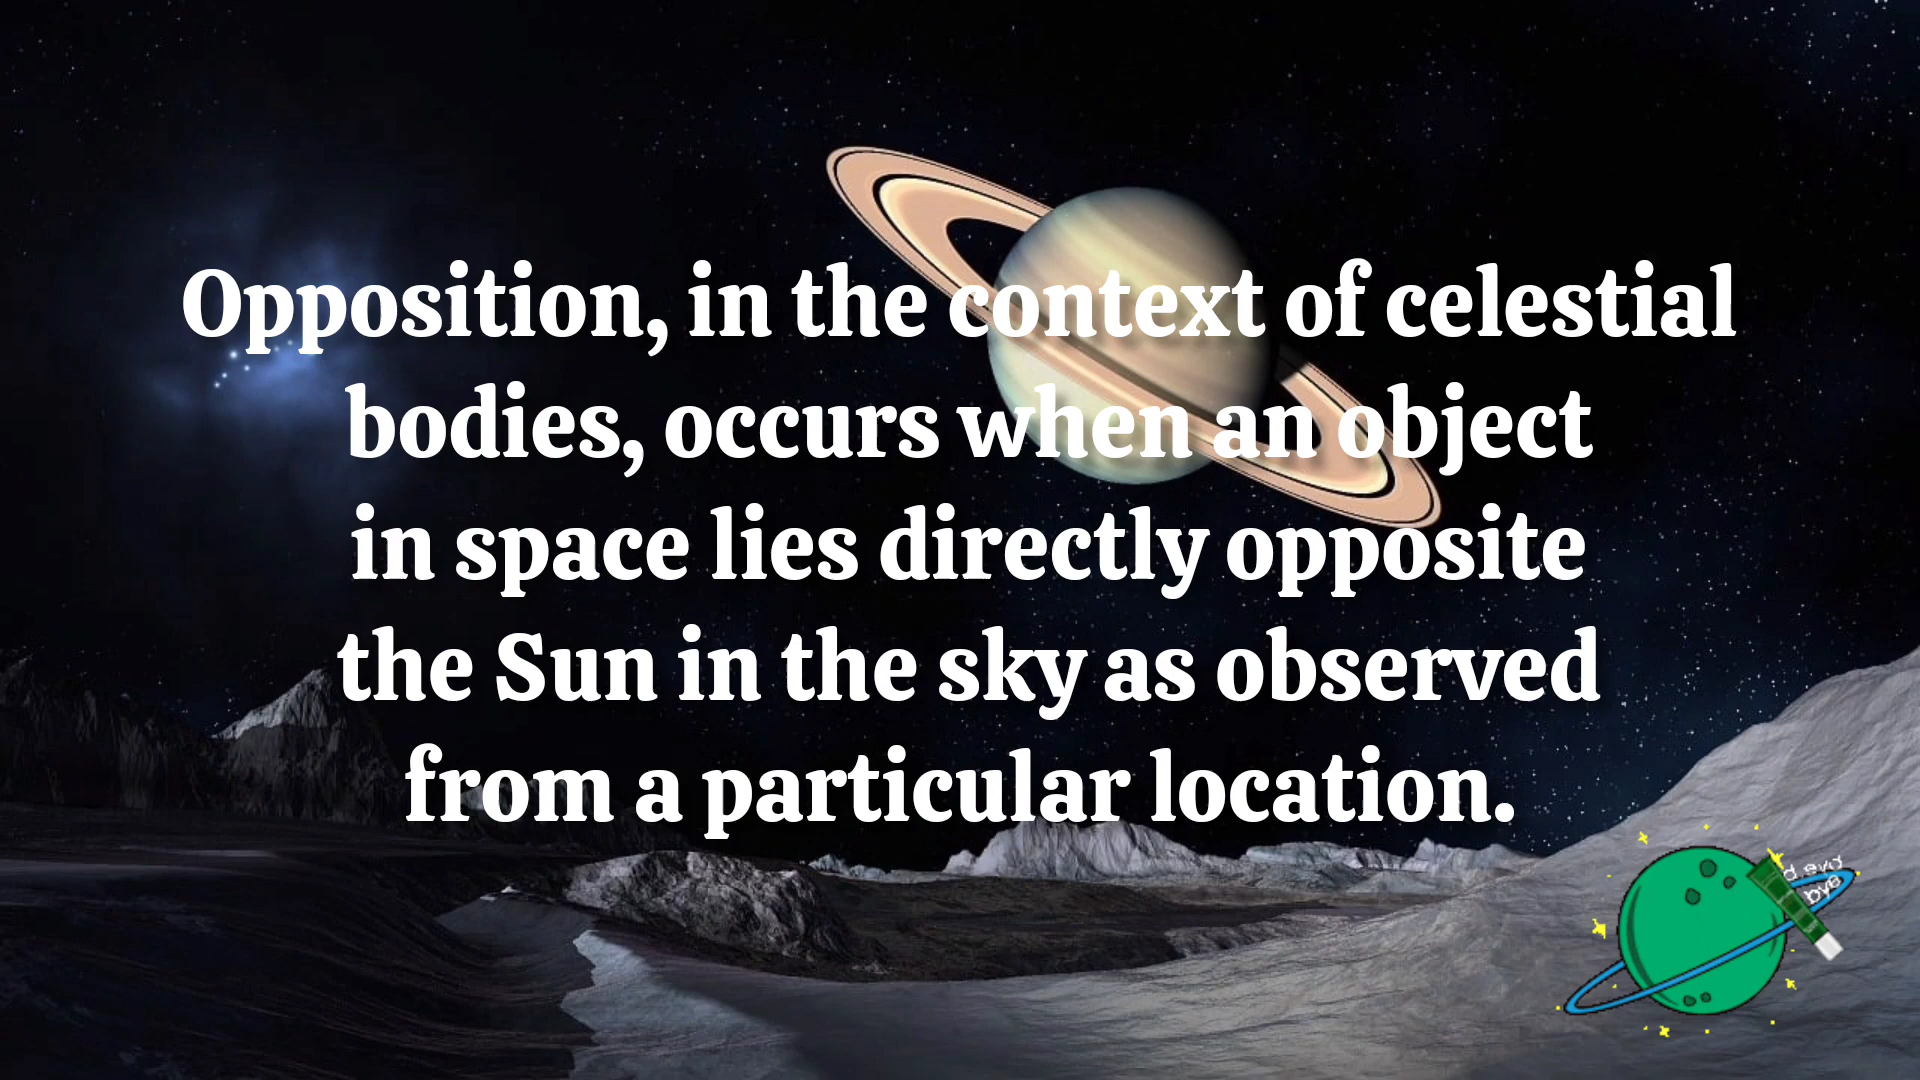 Opposition, in the context of celestial
bodies, occurs when an object
in space lies directly opposite
the Sun in the sky as observed
from a particular location.